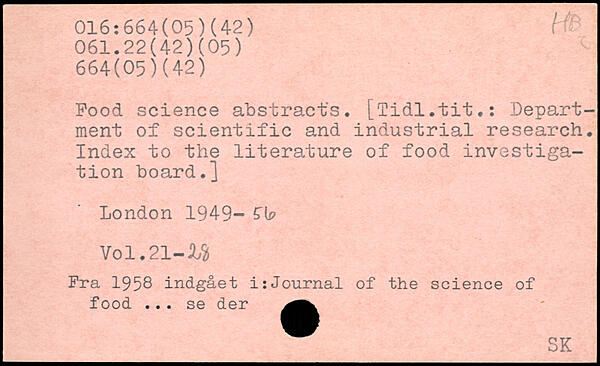 016:664(05)(42)
HB
061.22(42)(05)
664(05)(42)
Food science abstracts. [Tidl.tit.: Depart-
ment of scientific and industrial research.
Index to the literature of food investiga-
tion board.]
London 1949-56
Vol.21-28
Fra 1958 indgået i:Journal of the science of
food ... se der
SK